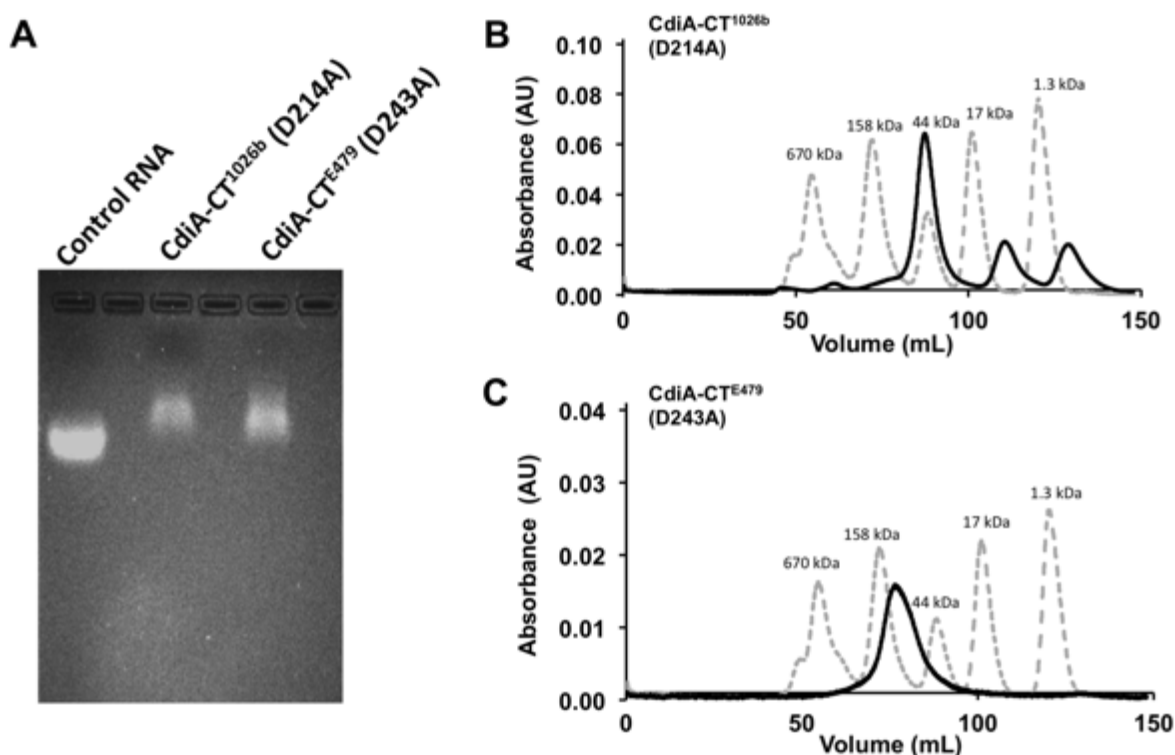 A
Control RNA
CdiA-CT1026b (D214A)
CdiA-CTE479 (D243A)
B
CdiA-CT1026b
(D214A)
0.10
0.08
0.06
0.04
0.02
0.00
Absorbance (AU)
670 kDa
158 kDa
44 kDa
17 kDa
1.3 kDa
0
50
100
150
Volume (mL)
C
CdiA-CTE479
(D243A)
0.04
0.03
0.02
0.01
0.00
Absorbance (AU)
670 kDa
158 kDa
44 kDa
17 kDa
1.3 kDa
0
50
100
150
Volume (mL)